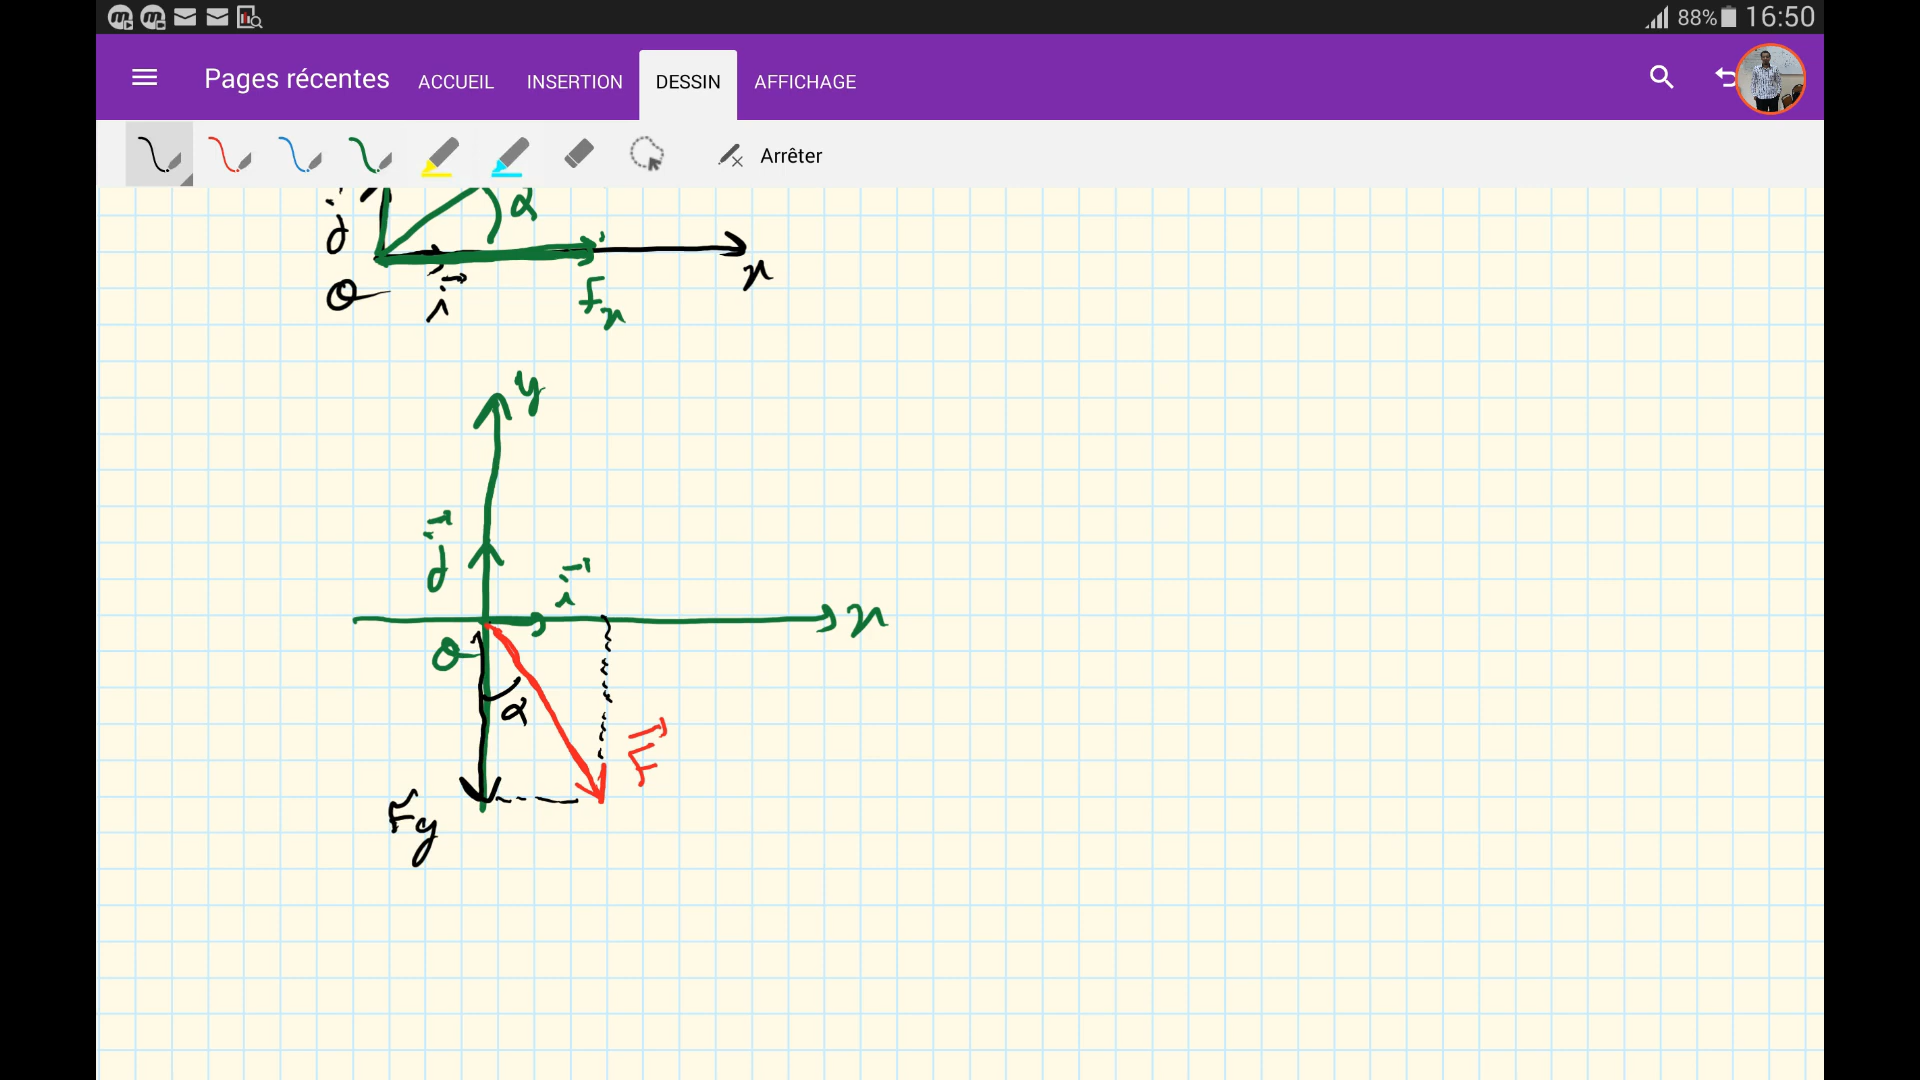 88% 16:50
Pages récentes ACCUEIL INSERTION DESSIN AFFICHAGE
Arrêter
α
j
O i x
Fx
y
j
i
x
O
α
F
Fy